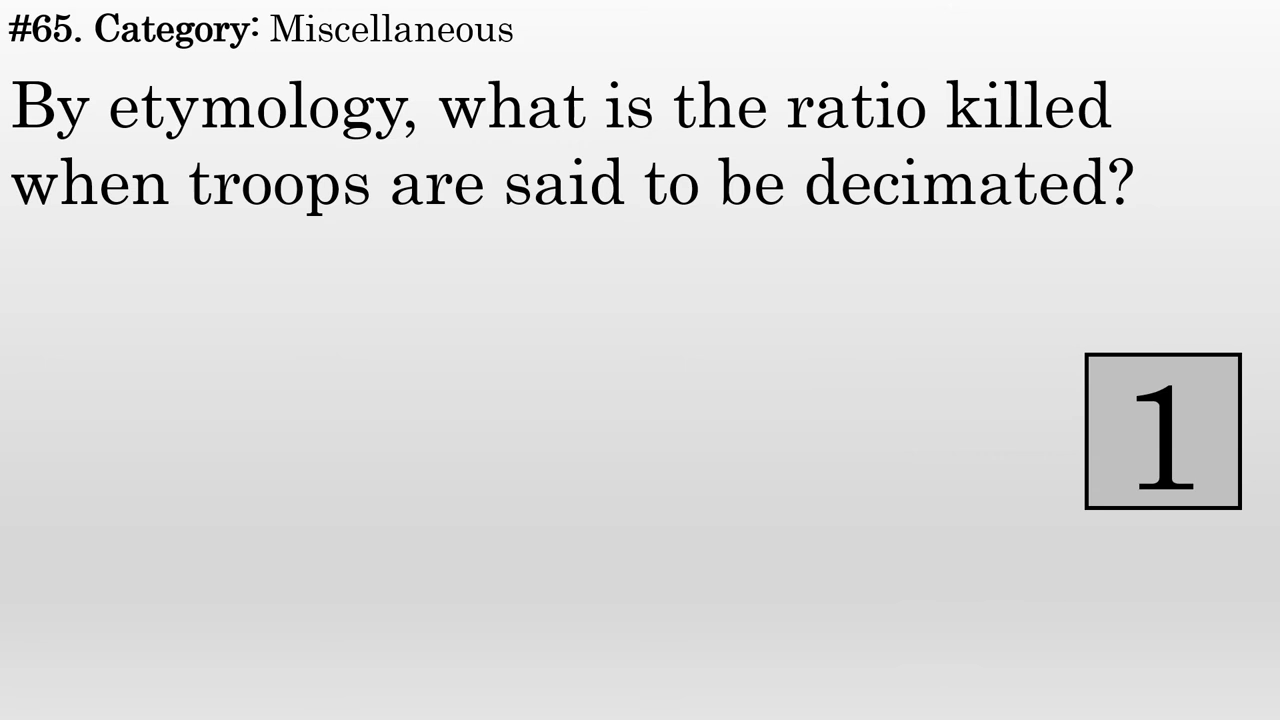 #65. Category: Miscellaneous
By etymology, what is the ratio killed
when troops are said to be decimated?
1